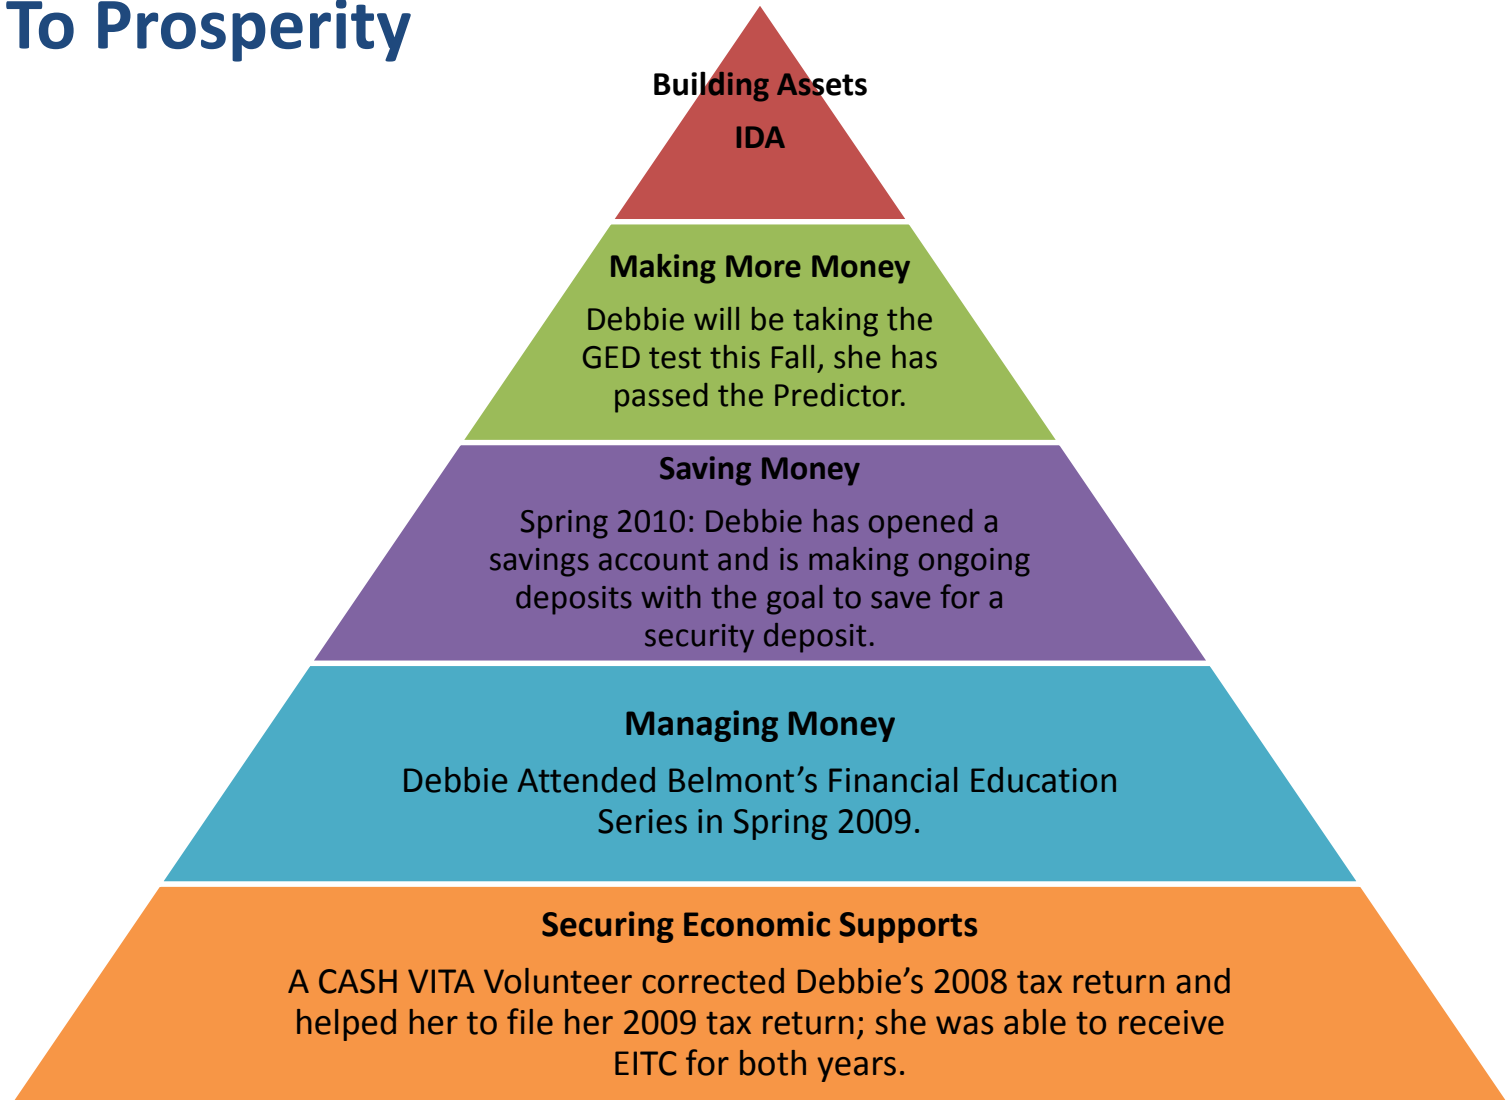 To Prosperity
Building Assets
IDA
Making More Money
Debbie will be taking the
GED test this Fall, she has
passed the Predictor.
Saving Money
Spring 2010: Debbie has opened a
savings account and is making ongoing
deposits with the goal to save for a
security deposit.
Managing Money
Debbie Attended Belmont’s Financial Education
Series in Spring 2009.
Securing Economic Supports
A CASH VITA Volunteer corrected Debbie’s 2008 tax return and
helped her to file her 2009 tax return; she was able to receive
EITC for both years.